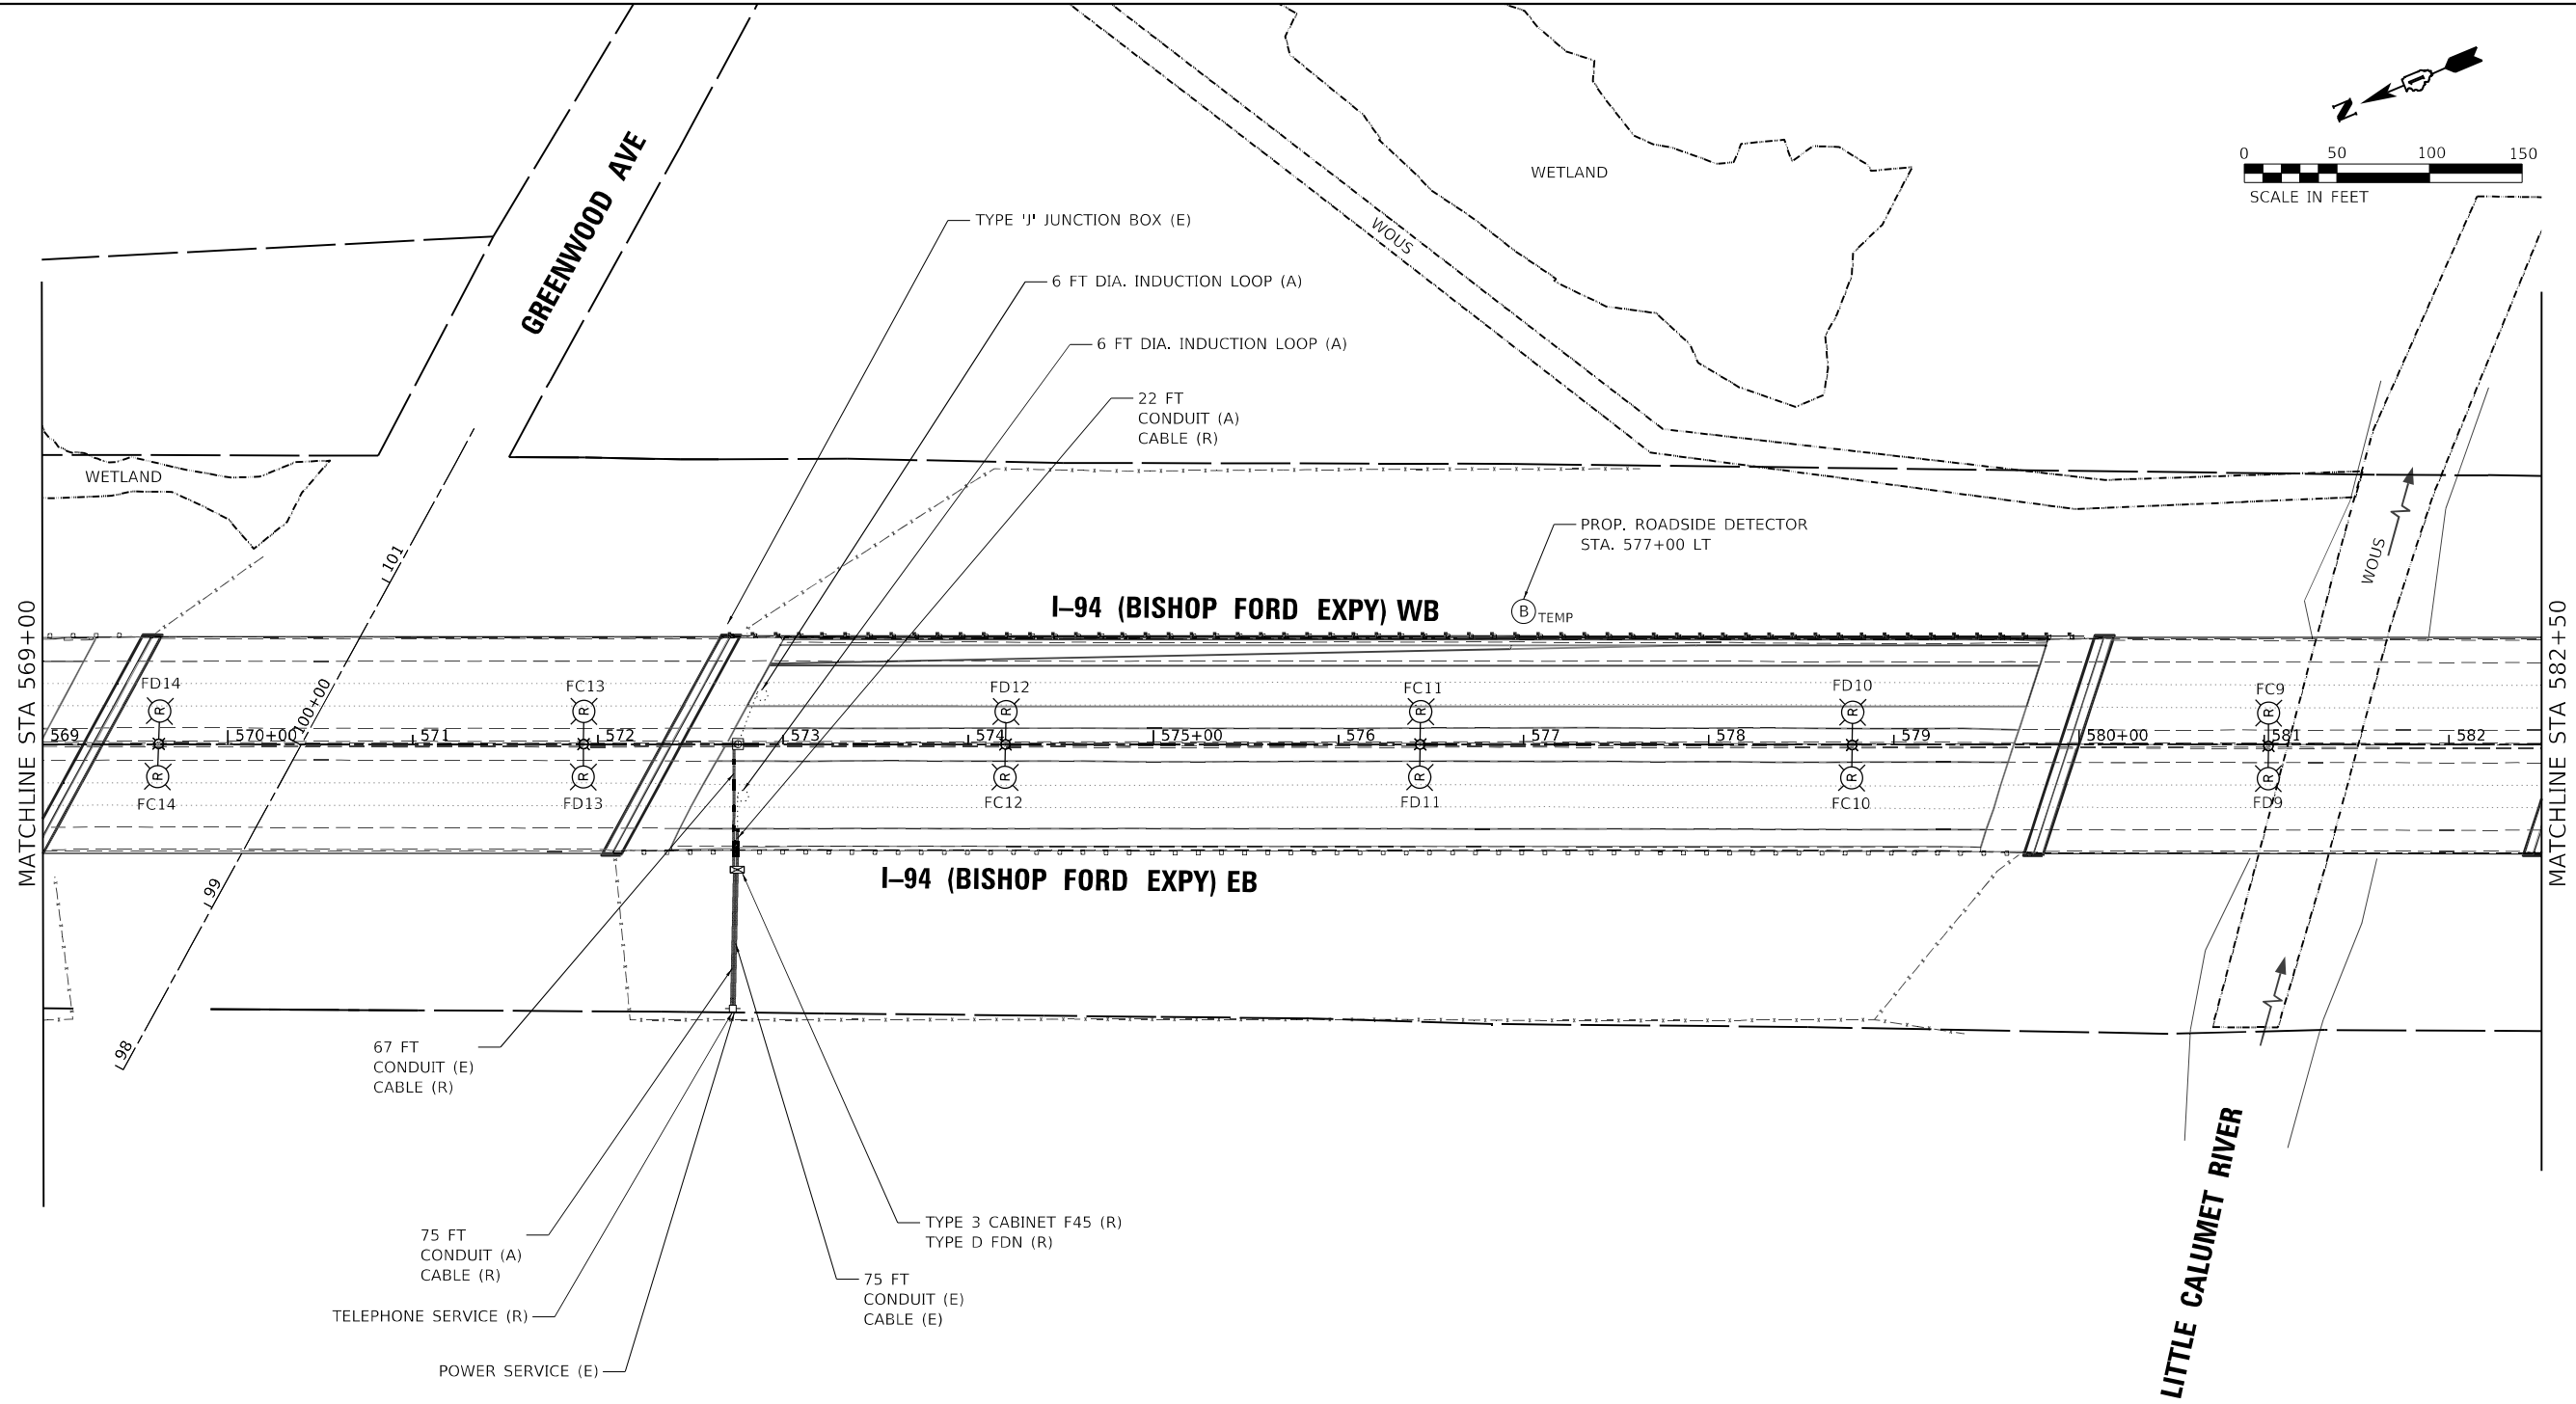 N
0 50 100 150
SCALE IN FEET
GREENWOOD AVE
WETLAND
WOUS
TYPE 'J' JUNCTION BOX (E)
6 FT DIA. INDUCTION LOOP (A)
6 FT DIA. INDUCTION LOOP (A)
22 FT
CONDUIT (A)
CABLE (R)
WETLAND
PROP. ROADSIDE DETECTOR
STA. 577+00 LT
B TEMP
WOUS
I-94 (BISHOP FORD EXPY) WB
MATCHLINE STA 569+00
MATCHLINE STA 582+50
101
100+00
99
98
FD14 FC13 FD12 FC11 FD10 FC9
R R R R R R
569 570+00 571 572 573 574 575+00 576 577 578 579 580+00 581 582
R R R R R R
FC14 FD13 FC12 FD11 FC10 FD9
I-94 (BISHOP FORD EXPY) EB
67 FT
CONDUIT (E)
CABLE (R)
75 FT
CONDUIT (A)
CABLE (R)
TELEPHONE SERVICE (R)
POWER SERVICE (E)
TYPE 3 CABINET F45 (R)
TYPE D FDN (R)
75 FT
CONDUIT (E)
CABLE (E)
LITTLE CALUMET RIVER